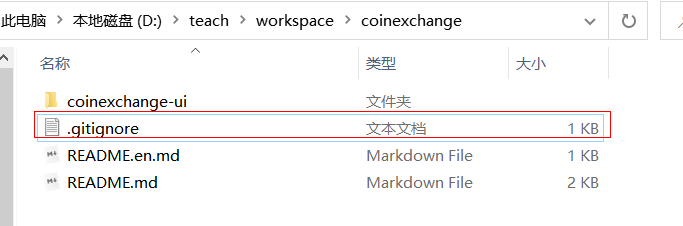 此电脑 > 本地磁盘 (D:) > teach > workspace > coinexchange
名称 类型 大小
coinexchange-ui 文件夹
.gitignore 文本文档 1 KB
README.en.md Markdown File 1 KB
README.md Markdown File 2 KB